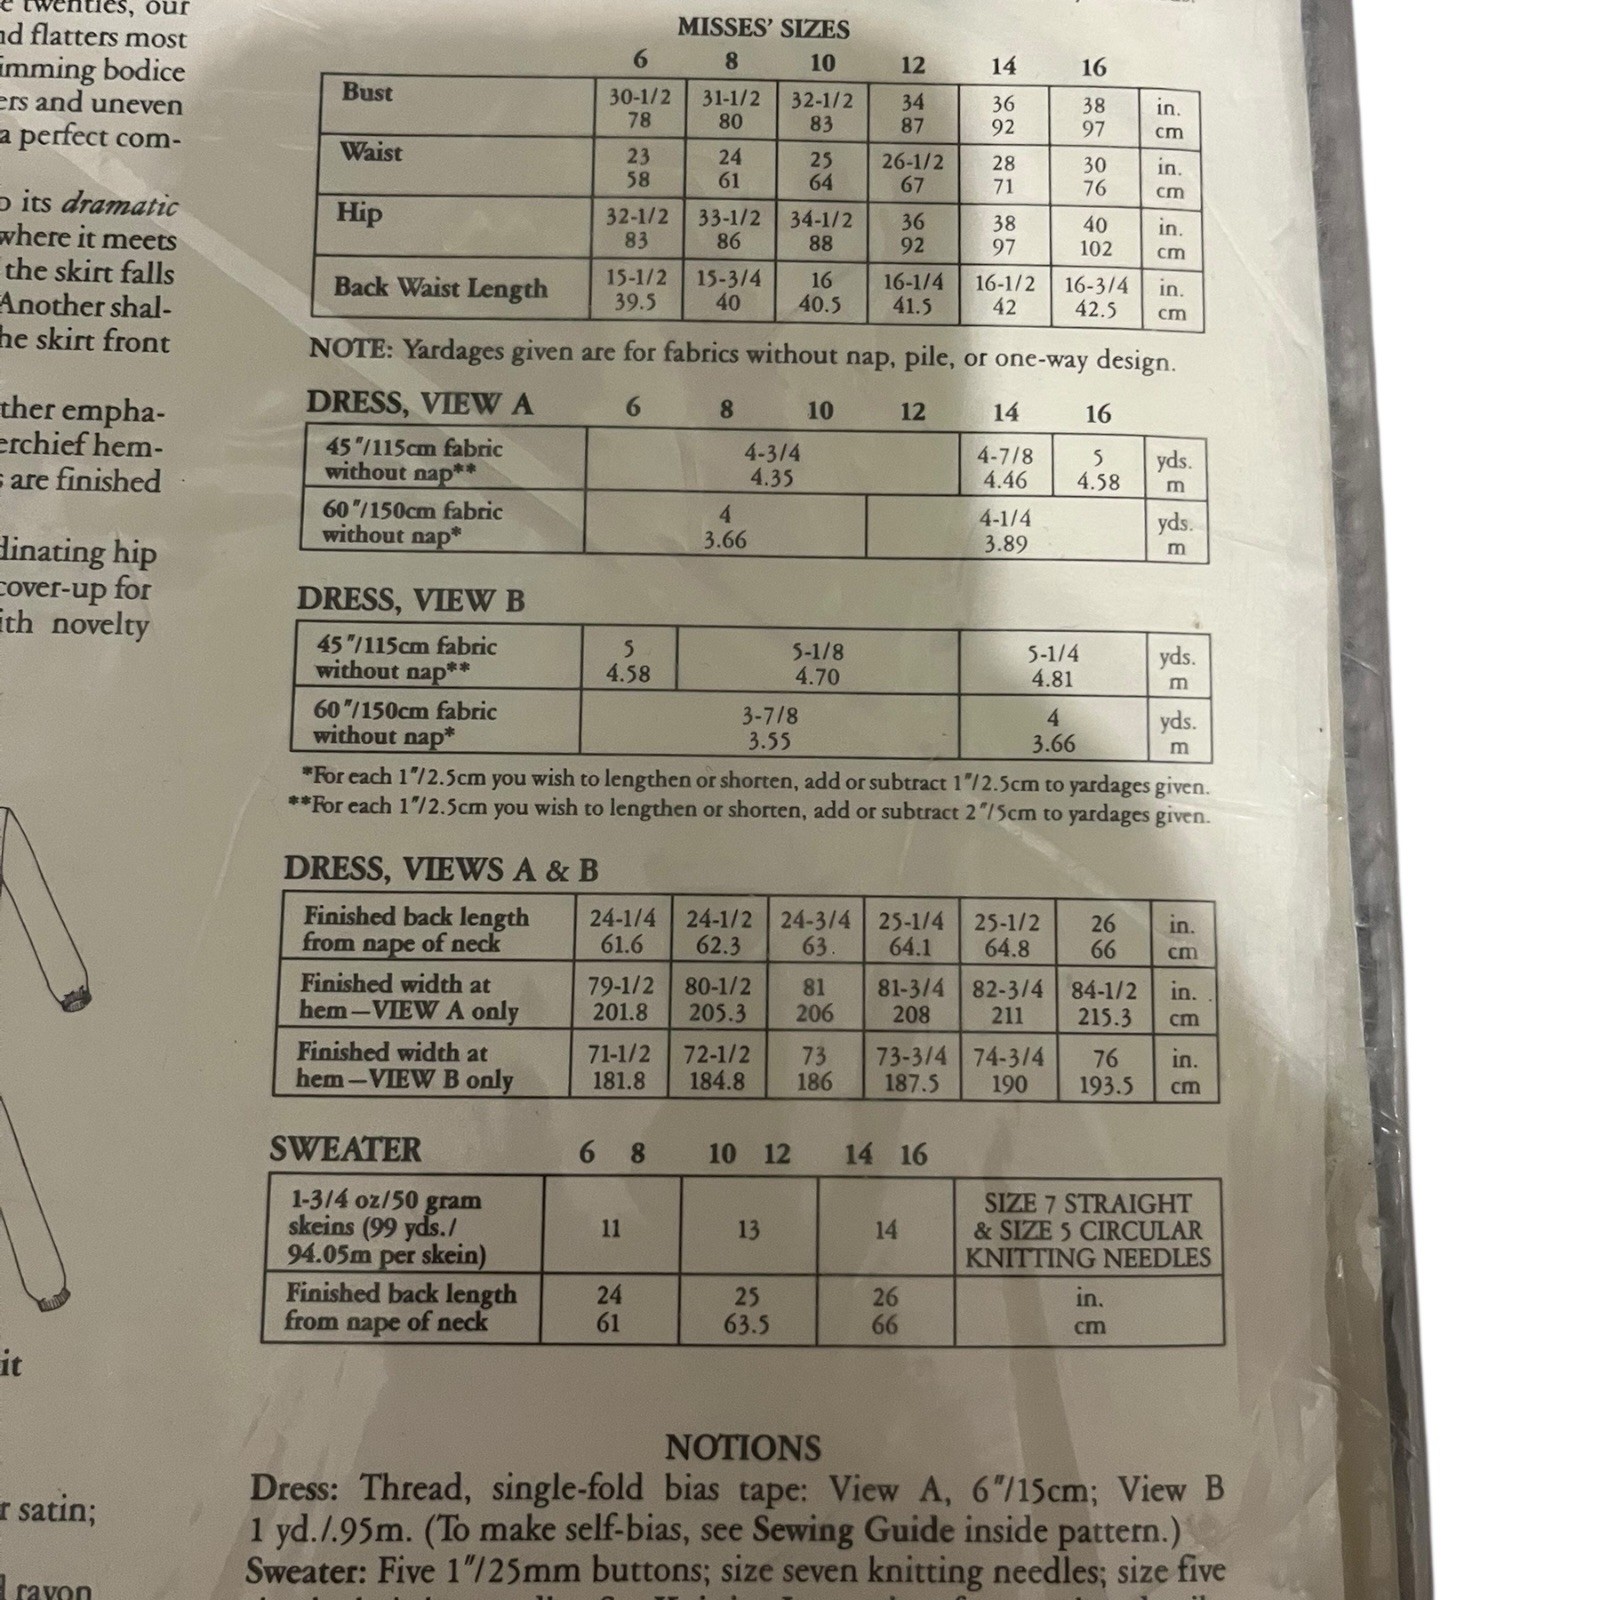 twenties, our
nd flatters most
imming bodice
ers and uneven
a perfect com-
o its dramatic
where it meets
the skirt falls
Another shal-
he skirt front
ther empha-
erchief hem-
s are finished
dinating hip
cover-up for
ith novelty
it
r satin;
rayon
MISSES' SIZES
6 8 10 12 14 16
Bust 30-1/2 31-1/2 32-1/2 34 36 38 in.
78 80 83 87 92 97 cm
Waist 23 24 25 26-1/2 28 30 in.
58 61 64 67 71 76 cm
Hip 32-1/2 33-1/2 34-1/2 36 38 40 in.
83 86 88 92 97 102 cm
Back Waist Length 15-1/2 15-3/4 16 16-1/4 16-1/2 16-3/4 in.
39.5 40 40.5 41.5 42 42.5 cm
NOTE: Yardages given are for fabrics without nap, pile, or one-way design.
DRESS, VIEW A 6 8 10 12 14 16
45"/115cm fabric 4-3/4 4-7/8 5 yds.
without nap** 4.35 4.46 4.58 m
60"/150cm fabric 4 4-1/4 yds.
without nap* 3.66 3.89 m
DRESS, VIEW B
45"/115cm fabric 5 5-1/8 5-1/4 yds.
without nap** 4.58 4.70 4.81 m
60"/150cm fabric 3-7/8 4 yds.
without nap* 3.55 3.66 m
*For each 1"/2.5cm you wish to lengthen or shorten, add or subtract 1"/2.5cm to yardages given.
**For each 1"/2.5cm you wish to lengthen or shorten, add or subtract 2"/5cm to yardages given.
DRESS, VIEWS A & B
Finished back length 24-1/4 24-1/2 24-3/4 25-1/4 25-1/2 26 in.
from nape of neck 61.6 62.3 63. 64.1 64.8 66 cm
Finished width at 79-1/2 80-1/2 81 81-3/4 82-3/4 84-1/2 in.
hem—VIEW A only 201.8 205.3 206 208 211 215.3 cm
Finished width at 71-1/2 72-1/2 73 73-3/4 74-3/4 76 in.
hem—VIEW B only 181.8 184.8 186 187.5 190 193.5 cm
SWEATER 6 8 10 12 14 16
1-3/4 oz/50 gram SIZE 7 STRAIGHT
skeins (99 yds./ 11 13 14 & SIZE 5 CIRCULAR
94.05m per skein) KNITTING NEEDLES
Finished back length 24 25 26 in.
from nape of neck 61 63.5 66 cm
NOTIONS
Dress: Thread, single-fold bias tape: View A, 6"/15cm; View B
1 yd./.95m. (To make self-bias, see Sewing Guide inside pattern.)
Sweater: Five 1"/25mm buttons; size seven knitting needles; size five